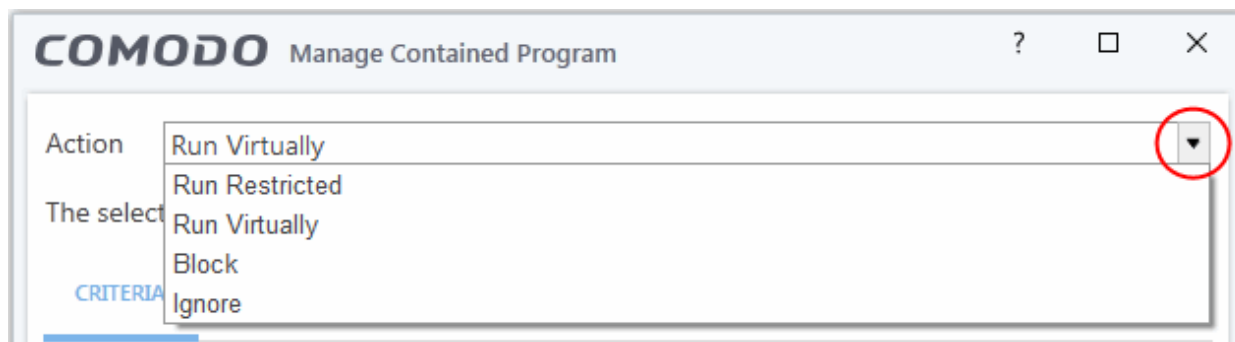 COMODO Manage Contained Program ?
Action Run Virtually
Run Restricted
The select
Run Virtually
Block
CRITERIA
Ignore